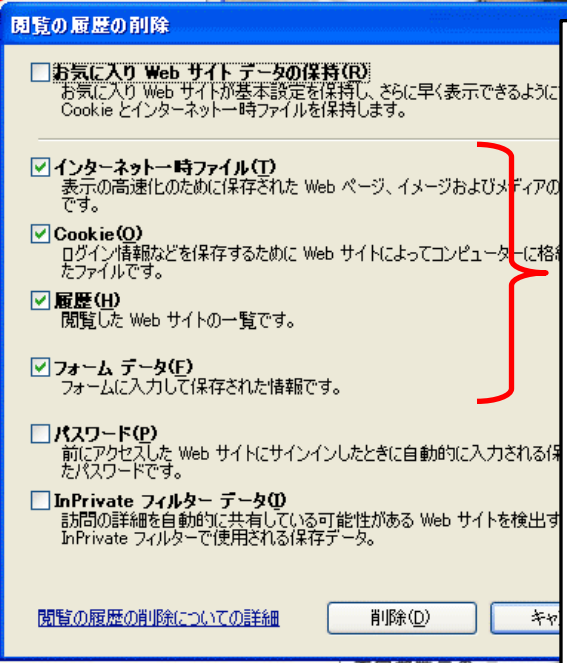 閲覧の履歴の削除
お気に入り Web サイト データの保持(R)
お気に入り Web サイトが基本設定を保持し、さらに早く表示できるように
Cookie とインターネット一時ファイルを保持します。
インターネット一時ファイル(T)
表示の高速化のために保存された Web ページ、イメージおよびメディアの
です。
Cookie(O)
ログイン情報などを保存するために Web サイトによってコンピューターに格
たファイルです。
履歴(H)
閲覧した Web サイトの一覧です。
フォーム データ(F)
フォームに入力して保存された情報です。
パスワード(P)
前にアクセスした Web サイトにサインインしたときに自動的に入力される保
たパスワードです。
InPrivate フィルター データ(I)
訪問の詳細を自動的に共有している可能性がある Web サイトを検出す
InPrivate フィルターで使用される保存データ。
閲覧の履歴の削除についての詳細 削除(D) キャ